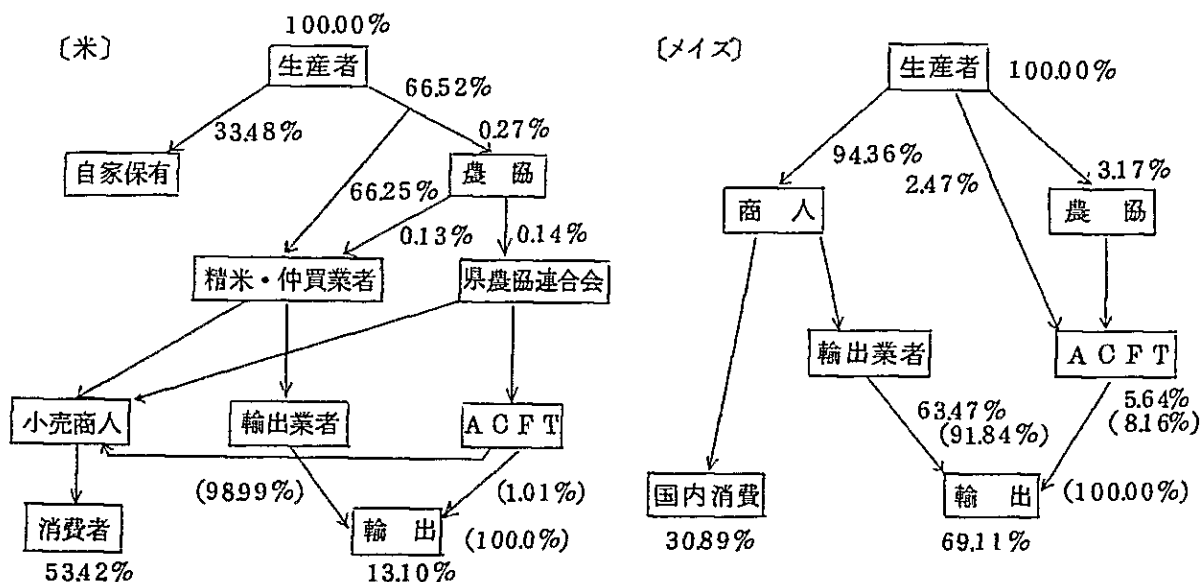 〔米〕
100.00%
生産者
66.52%
33.48%
0.27%
自家保有
農 協
66.25%
0.13%
0.14%
精米・仲買業者
県農協連合会
小売商人
輸出業者
ACFT
(98.99%)
(1.01%)
消費者
輸 出
(100.0%)
53.42%
13.10%
〔メイズ〕
生産者
100.00%
94.36%
2.47%
3.17%
商 人
農 協
輸出業者
ACFT
63.47%
(91.84%)
5.64%
(8.16%)
国内消費
輸 出
(100.00%)
30.89%
69.11%